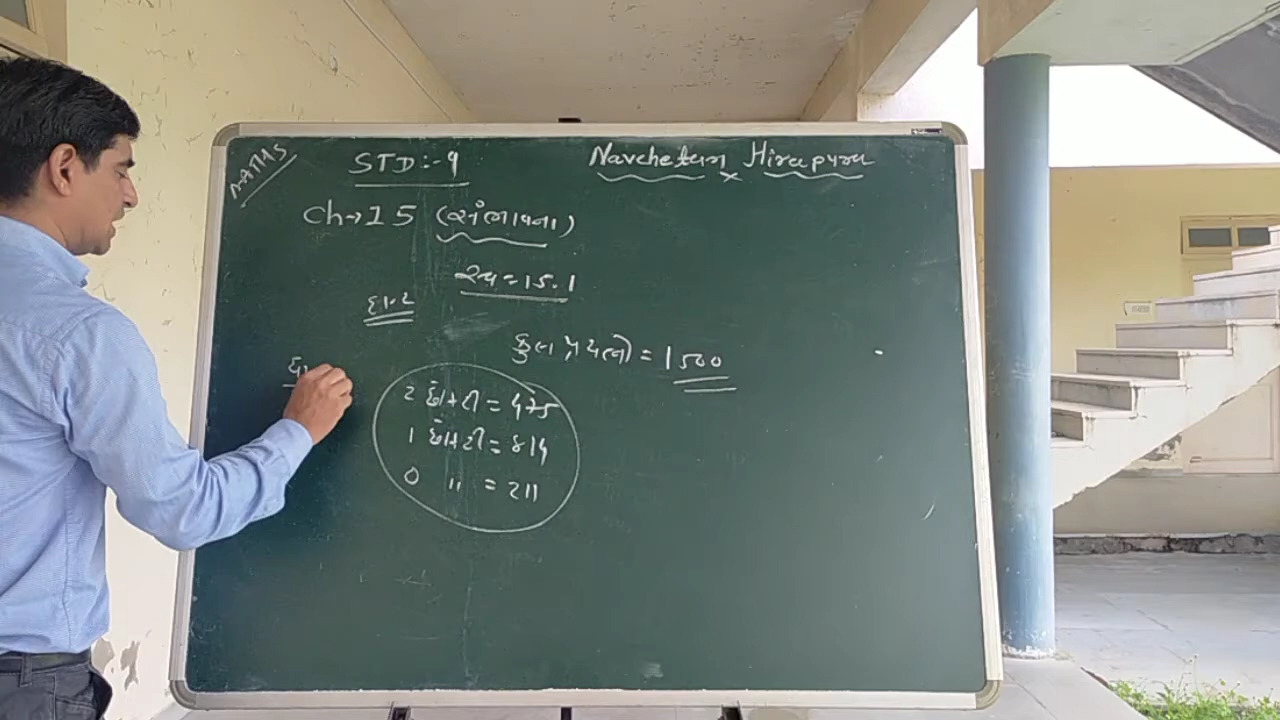 MATHS
STD:- 9
Navchetan Hirapura
Ch→15 (સંભાવના)
સ્વ = 15.1
દા.2
કુલ પ્રયત્નો = 1500
દા
2 છોકરી = 475
1 છોકરી = 814
0 " = 211